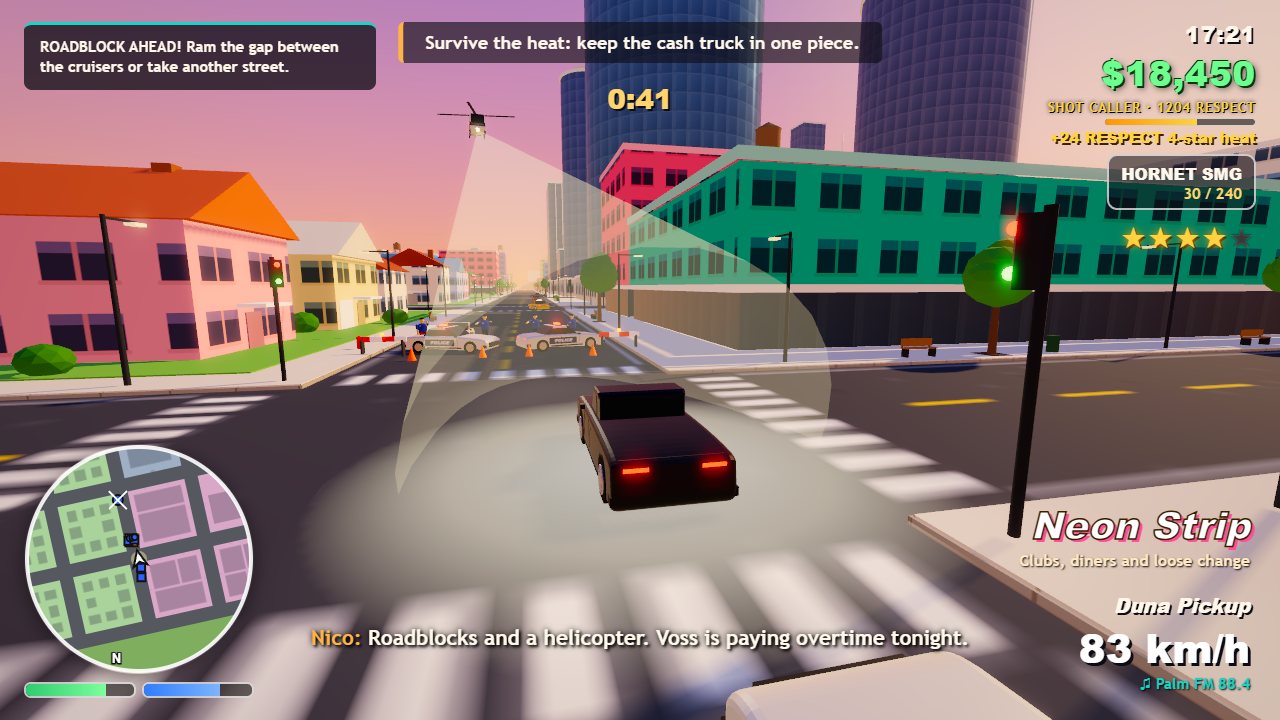 ROADBLOCK AHEAD! Ram the gap between
the cruisers or take another street.
Survive the heat: keep the cash truck in one piece.
0:41
17:21
$18,450
SHOT CALLER · 1204 RESPECT
+24 RESPECT 4-star heat
HORNET SMG
30 / 240
POLICE
POLICE
Neon Strip
Clubs, diners and loose change
N
Nico: Roadblocks and a helicopter. Voss is paying overtime tonight.
Duna Pickup
83 km/h
♫ Palm FM 88.4